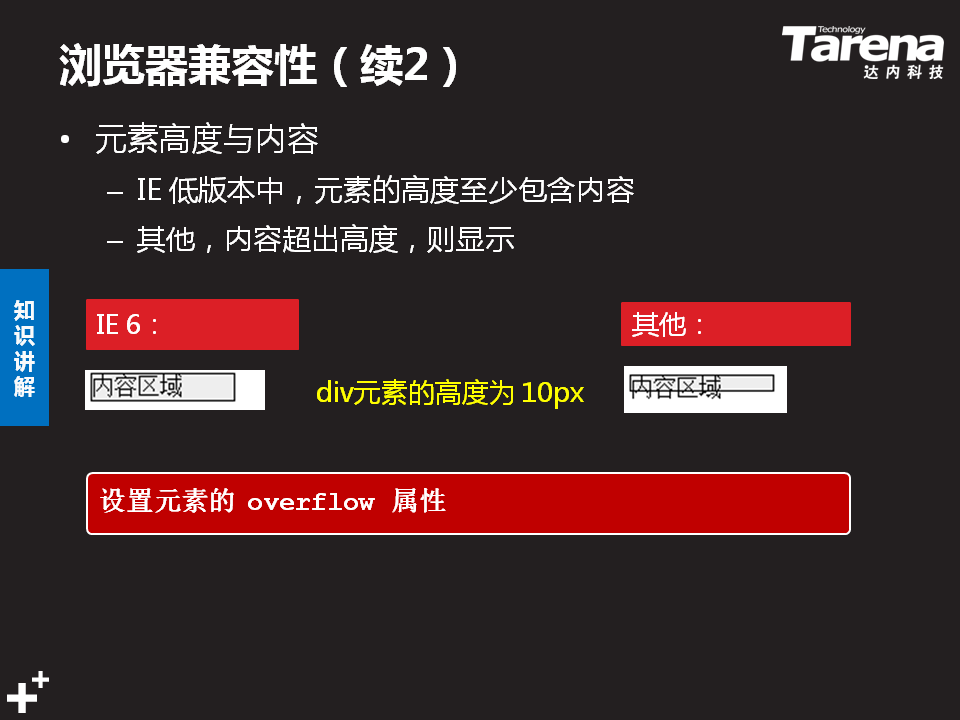 浏览器兼容性（续2）
Technology
Tarena
达内科技
• 元素高度与内容
– IE 低版本中，元素的高度至少包含内容
– 其他，内容超出高度，则显示
知识讲解
IE 6：
其他：
内容区域
div元素的高度为 10px
内容区域
设置元素的 overflow 属性